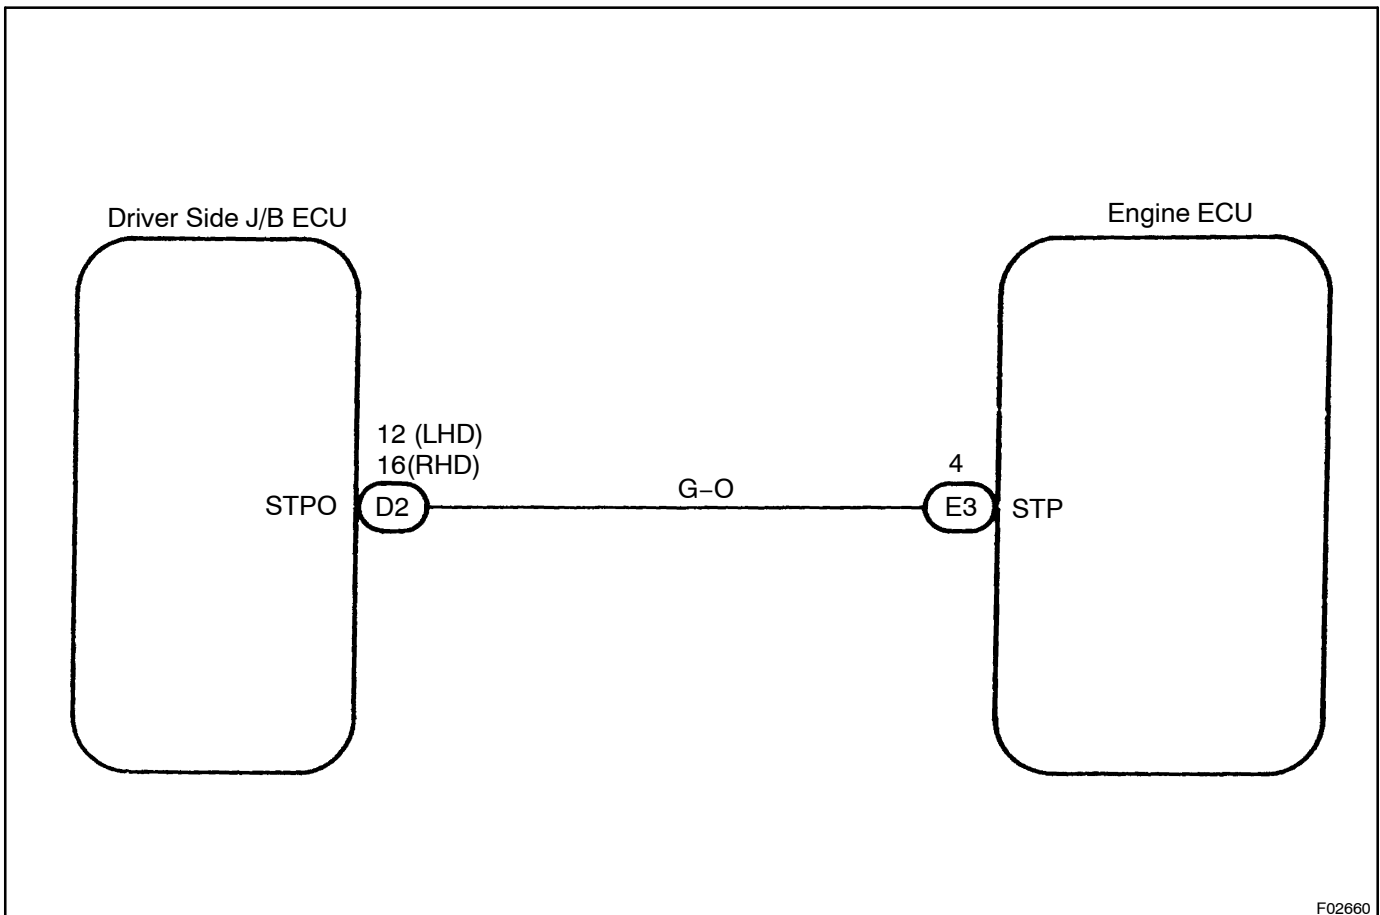 Driver Side J/B ECU
Engine ECU
12 (LHD)
16(RHD)
4
STPO
D2
G–O
E3
STP
F02660